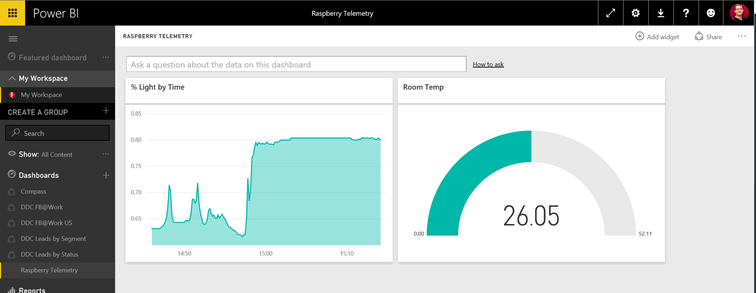 Power BI
Raspberry Telemetry
Featured dashboard
My Workspace
My Workspace
CREATE A GROUP
Search
Show: All Content
Dashboards
Compass
DDC FB@Work
DDC FB@Work US
DDC Leads by Segment
DDC Leads by Status
Raspberry Telemetry
Reports
RASPBERRY TELEMETRY
Add widget
Share
Ask a question about the data on this dashboard
How to ask
% Light by Time
0.85
0.80
0.75
0.70
0.65
14:50
15:00
15:10
Room Temp
26.05
0.00
52.11